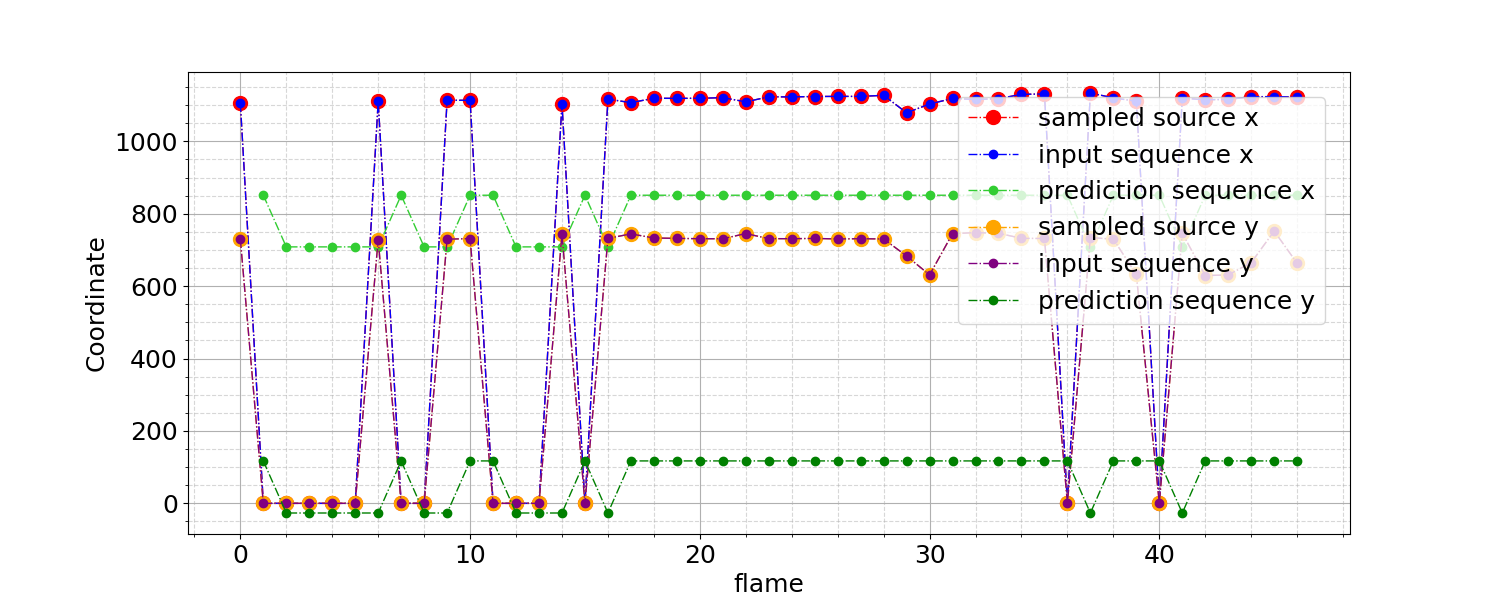 1000
800
600
400
200
0
Coordinate
0 10 20 30 40
flame
sampled source x
input sequence x
prediction sequence x
sampled source y
input sequence y
prediction sequence y